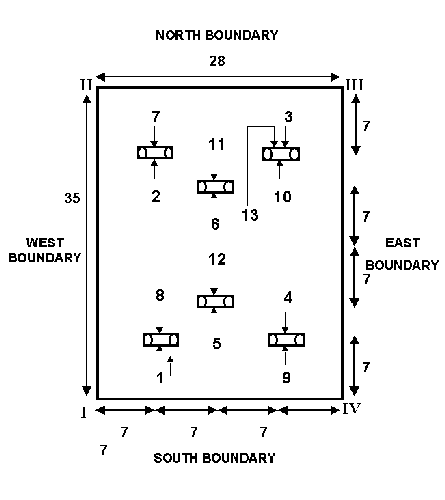 NORTH BOUNDARY
28
II III
7 3 7
11
35 2 10
13
6 7
WEST BOUNDARY
EAST BOUNDARY
12
7
8 4
5
1 9 7
I IV
7 7 7
7
SOUTH BOUNDARY